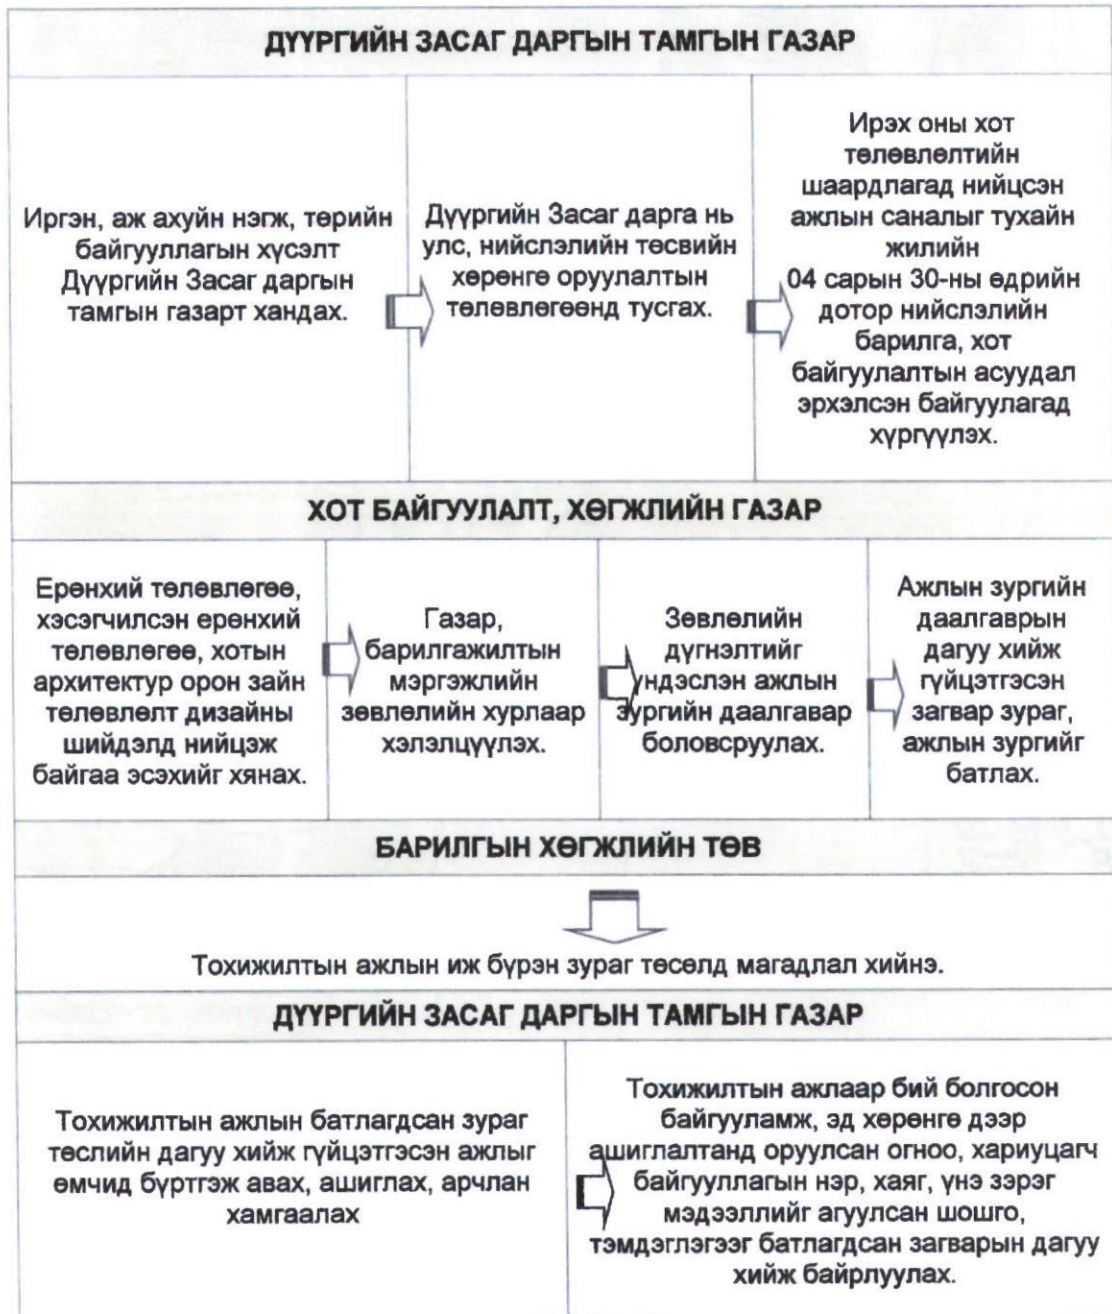 ДҮҮРГИЙН ЗАСАГ ДАРГЫН ТАМГЫН ГАЗАР
Иргэн, аж ахуйн нэгж, төрийн
байгууллагын хүсэлт
Дүүргийн Засаг даргын
тамгын газарт хандах.
Дүүргийн Засаг дарга нь
улс, нийслэлийн төсвийн
хөрөнгө оруулалтын
төлөвлөгөөнд тусгах.
Ирэх оны хот
төлөвлөлтийн
шаардлагад нийцсэн
ажлын саналыг тухайн
жилийн
04 сарын 30-ны өдрийн
дотор нийслэлийн
барилга, хот
байгуулалтын асуудал
эрхэлсэн байгуулагад
хүргүүлэх.
ХОТ БАЙГУУЛАЛТ, ХӨГЖЛИЙН ГАЗАР
Ерөнхий төлөвлөгөө,
хэсэгчилсэн ерөнхий
төлөвлөгөө, хотын
архитектур орон зайн
төлөвлөлт дизайны
шийдэлд нийцэж
байгаа эсэхийг хянах.
Газар,
барилгажилтын
мэргэжлийн
зөвлөлийн хурлаар
хэлэлцүүлэх.
Зөвлөлийн
дүгнэлтийг
үндэслэн ажлын
зургийн даалгавар
боловсруулах.
Ажлын зургийн
даалгаврын
дагуу хийж
гүйцэтгэсэн
загвар зураг,
ажлын зургийг
батлах.
БАРИЛГЫН ХӨГЖЛИЙН ТӨВ
Тохижилтын ажлын иж бүрэн зураг төсөлд магадлал хийнэ.
ДҮҮРГИЙН ЗАСАГ ДАРГЫН ТАМГЫН ГАЗАР
Тохижилтын ажлын батлагдсан зураг
төслийн дагуу хийж гүйцэтгэсэн ажлыг
өмчид бүртгэж авах, ашиглах, арчлан
хамгаалах
Тохижилтын ажлаар бий болгосон
байгууламж, эд хөрөнгө дээр
ашиглалтанд оруулсан огноо, хариуцагч
байгууллагын нэр, хаяг, үнэ зэрэг
мэдээллийг агуулсан шошго,
тэмдэглэгээг батлагдсан загварын дагуу
хийж байрлуулах.